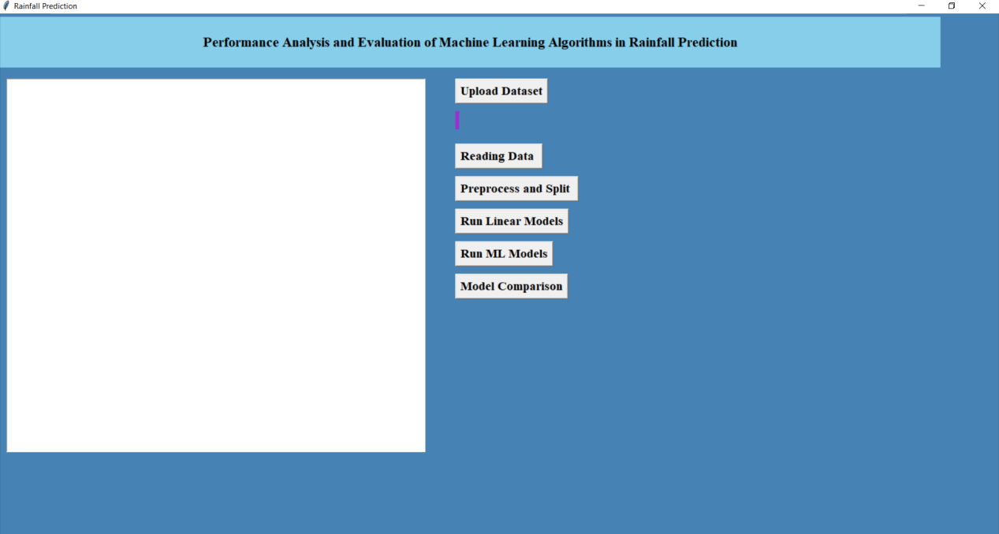 Rainfall Prediction
Performance Analysis and Evaluation of Machine Learning Algorithms in Rainfall Prediction
Upload Dataset
Reading Data
Preprocess and Split
Run Linear Models
Run ML Models
Model Comparison